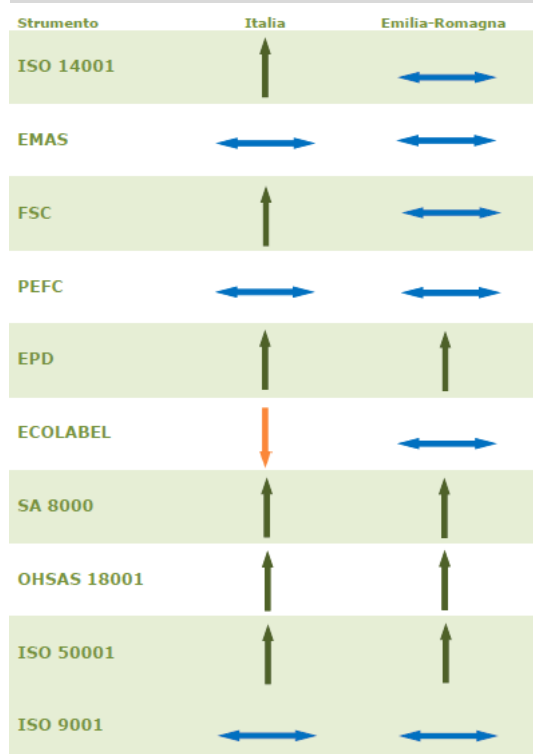 Strumento Italia Emilia-Romagna
ISO 14001
EMAS
FSC
PEFC
EPD
ECOLABEL
SA 8000
OHSAS 18001
ISO 50001
ISO 9001